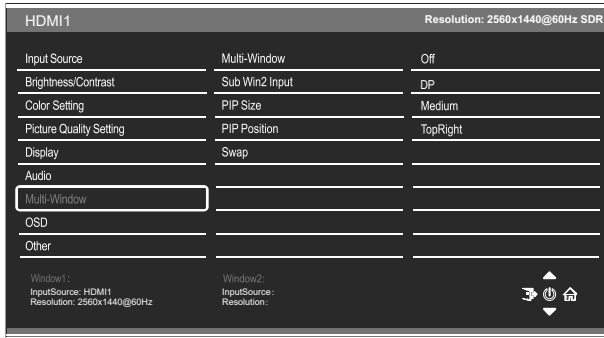 HDMI1 Resolution: 2560x1440@60Hz SDR
Input Source Multi-Window Off
Brightness/Contrast Sub Win2 Input DP
Color Setting PIP Size Medium
Picture Quality Setting PIP Position TopRight
Display Swap
Audio
Multi-Window
OSD
Other
Window1: Window2:
InputSource: HDMI1 InputSource:
Resolution: 2560x1440@60Hz Resolution: